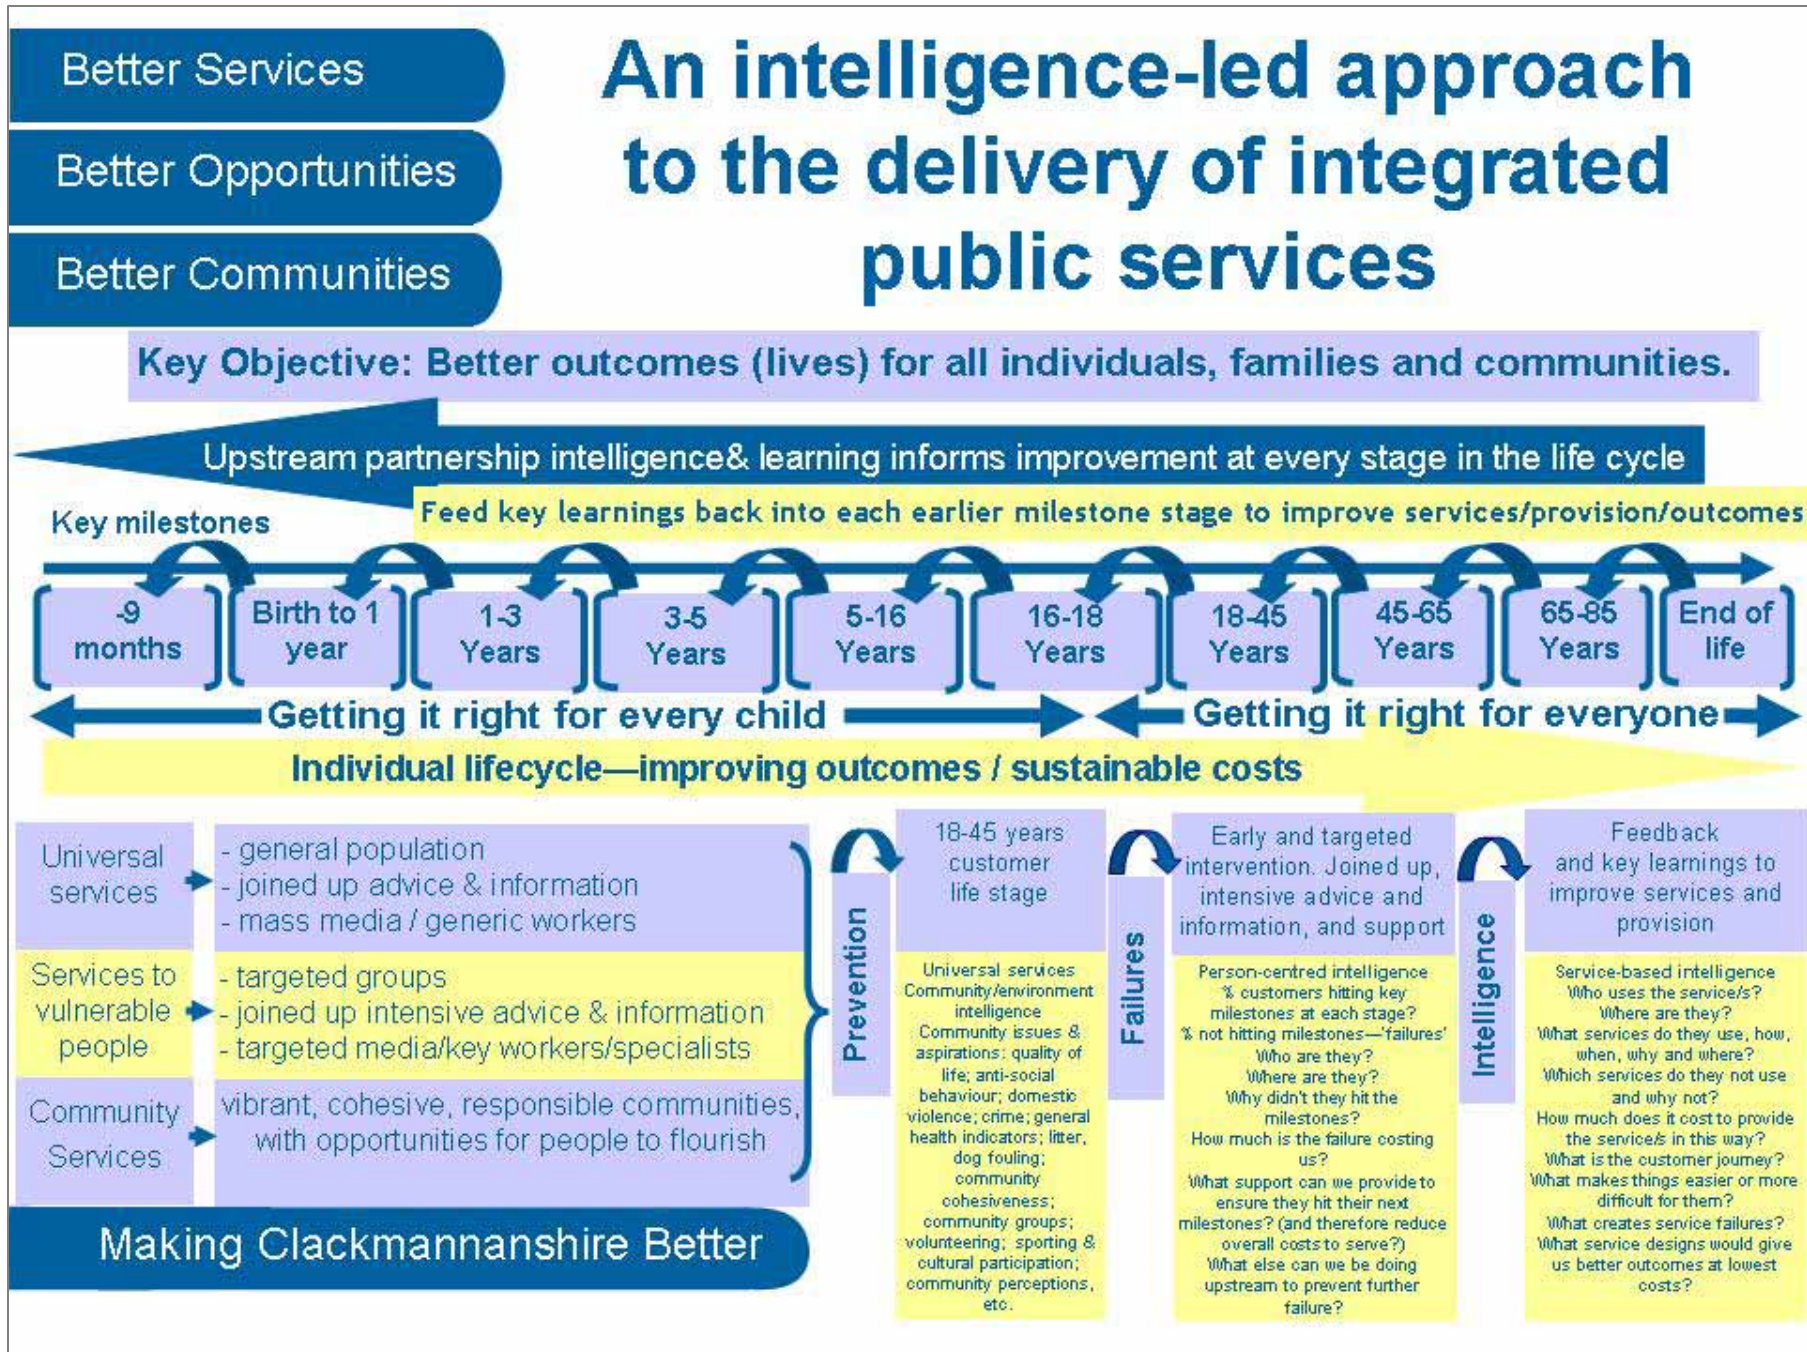 Better Services
Better Opportunities
Better Communities
An intelligence-led approach
to the delivery of integrated
public services
Key Objective: Better outcomes (lives) for all individuals, families and communities.
Upstream partnership intelligence& learning informs improvement at every stage in the life cycle
Feed key learnings back into each earlier milestone stage to improve services/provision/outcomes
Key milestones
-9
months
Birth to 1
year
1-3
Years
3-5
Years
5-16
Years
16-18
Years
18-45
Years
45-65
Years
65-85
Years
End of
life
Getting it right for every child
Getting it right for everyone
Individual lifecycle—improving outcomes / sustainable costs
Universal
services
- general population
- joined up advice & information
- mass media / generic workers
Services to
vulnerable
people
- targeted groups
- joined up intensive advice & information
- targeted media/key workers/specialists
Community
Services
vibrant, cohesive, responsible communities,
with opportunities for people to flourish
Making Clackmannanshire Better
Prevention
18-45 years
customer
life stage
Universal services
Community/environment
intelligence
Community issues &
aspirations: quality of
life; anti-social
behaviour; domestic
violence; crime; general
health indicators; litter,
dog fouling;
community
cohesiveness;
community groups;
volunteering; sporting &
cultural participation;
community perceptions,
etc.
Failures
Early and targeted
intervention. Joined up,
intensive advice and
information, and support
Person-centred intelligence
% customers hitting key
milestones at each stage?
% not hitting milestones—'failures'
Who are they?
Where are they?
Why didn't they hit the
milestones?
How much is the failure costing
us?
What support can we provide to
ensure they hit their next
milestones? (and therefore reduce
overall costs to serve?)
What else can we be doing
upstream to prevent further
failure?
Intelligence
Feedback
and key learnings to
improve services and
provision
Service-based intelligence
Who uses the service/s?
Where are they?
What services do they use, how,
when, why and where?
Which services do they not use
and why not?
How much does it cost to provide
the service/s in this way?
What is the customer journey?
What makes things easier or more
difficult for them?
What creates service failures?
What service designs would give
us better outcomes at lowest
costs?